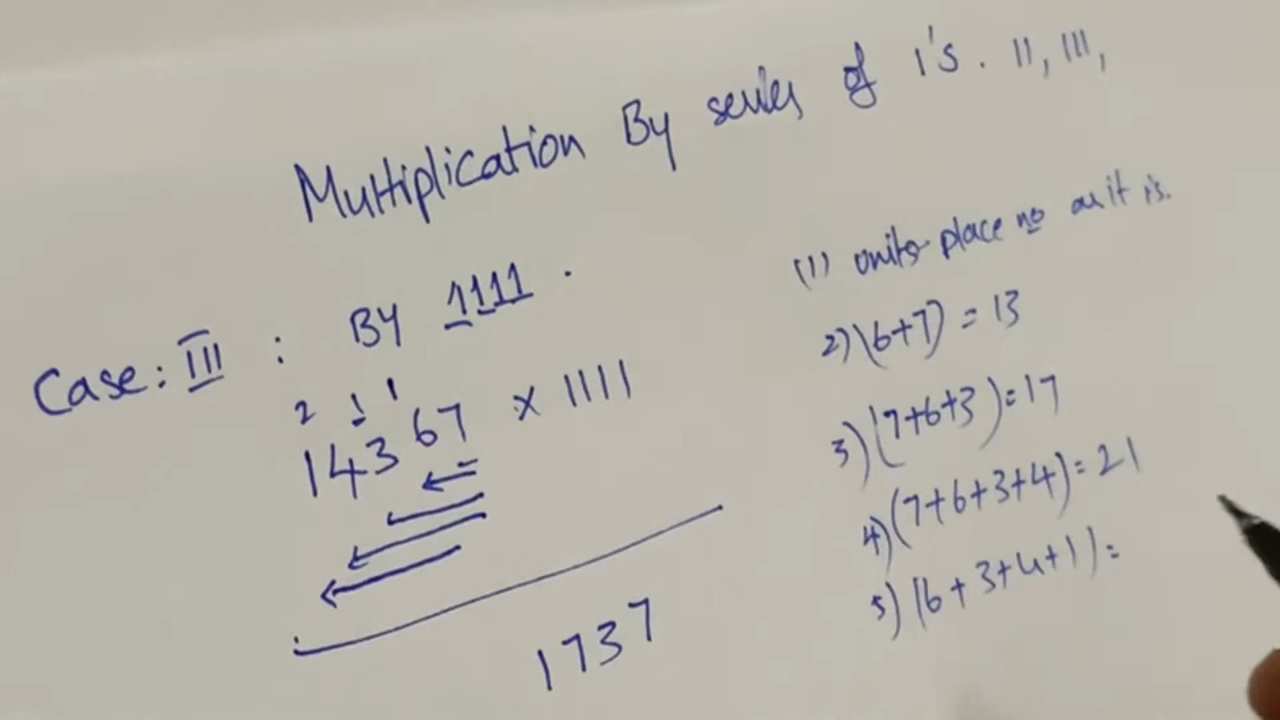 Multiplication By series of 1's. 11, 111,
Case: III : By 1111.
2 1 1
14367 x 1111
1737
(1) units place no as it is.
2) (6+7) = 13
3) (7+6+3) = 17
4) (7+6+3+4) = 21
5) (6+3+4+1) =